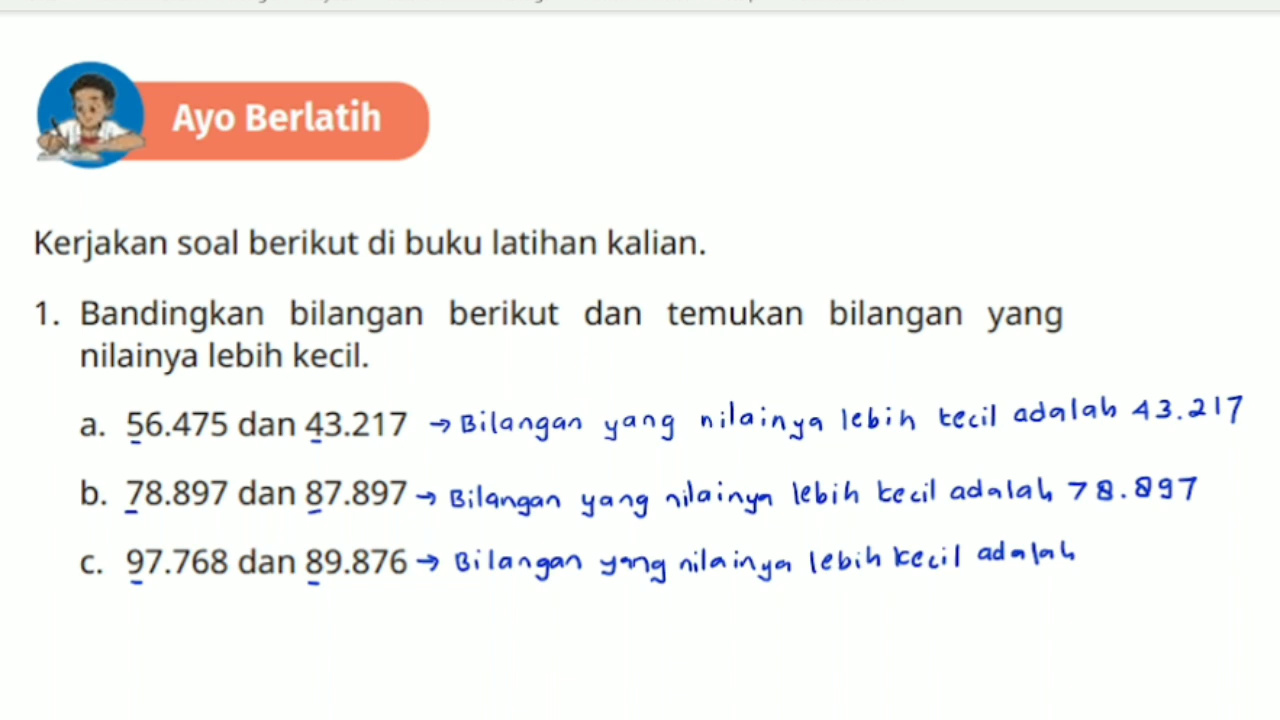 Ayo Berlatih
Kerjakan soal berikut di buku latihan kalian.
1. Bandingkan bilangan berikut dan temukan bilangan yang
nilainya lebih kecil.
a. 56.475 dan 43.217 → Bilangan yang nilainya lebih kecil adalah 43.217
b. 78.897 dan 87.897 → Bilangan yang nilainya lebih kecil adalah 78.897
c. 97.768 dan 89.876 → Bilangan yang nilainya lebih kecil adalah